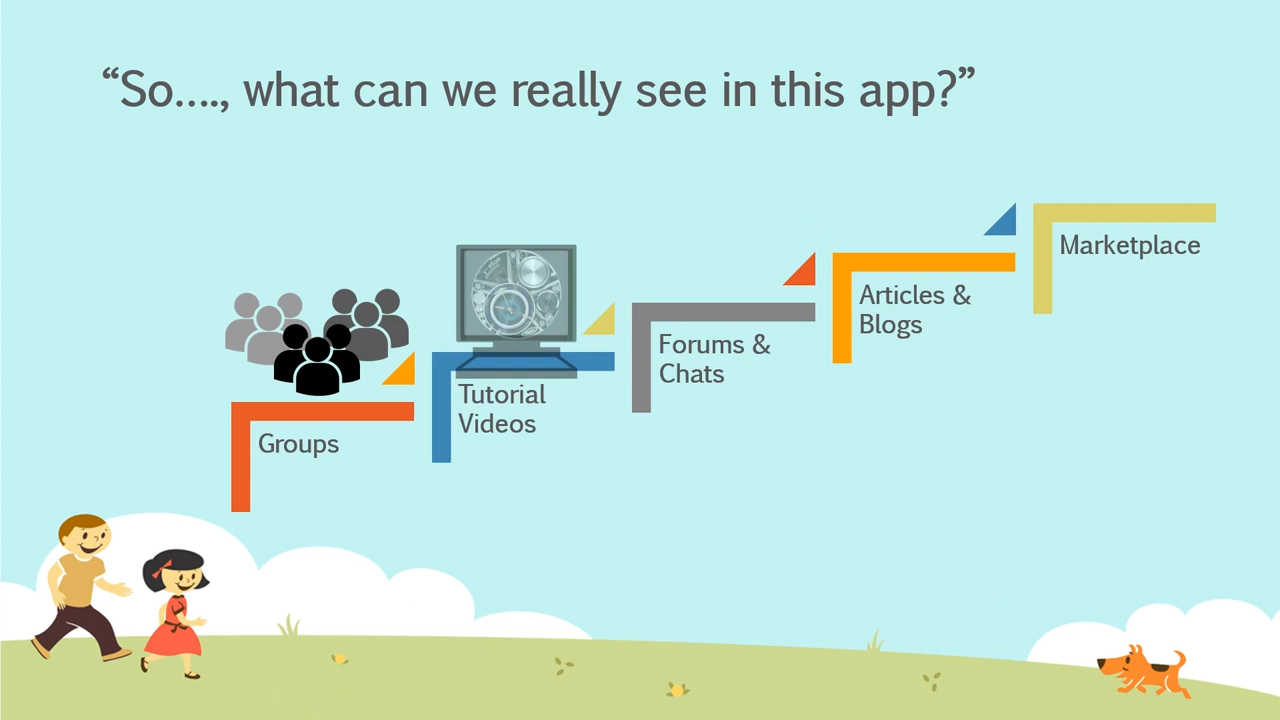 “So...., what can we really see in this app?”
Groups
Tutorial
Videos
Forums &
Chats
Articles &
Blogs
Marketplace